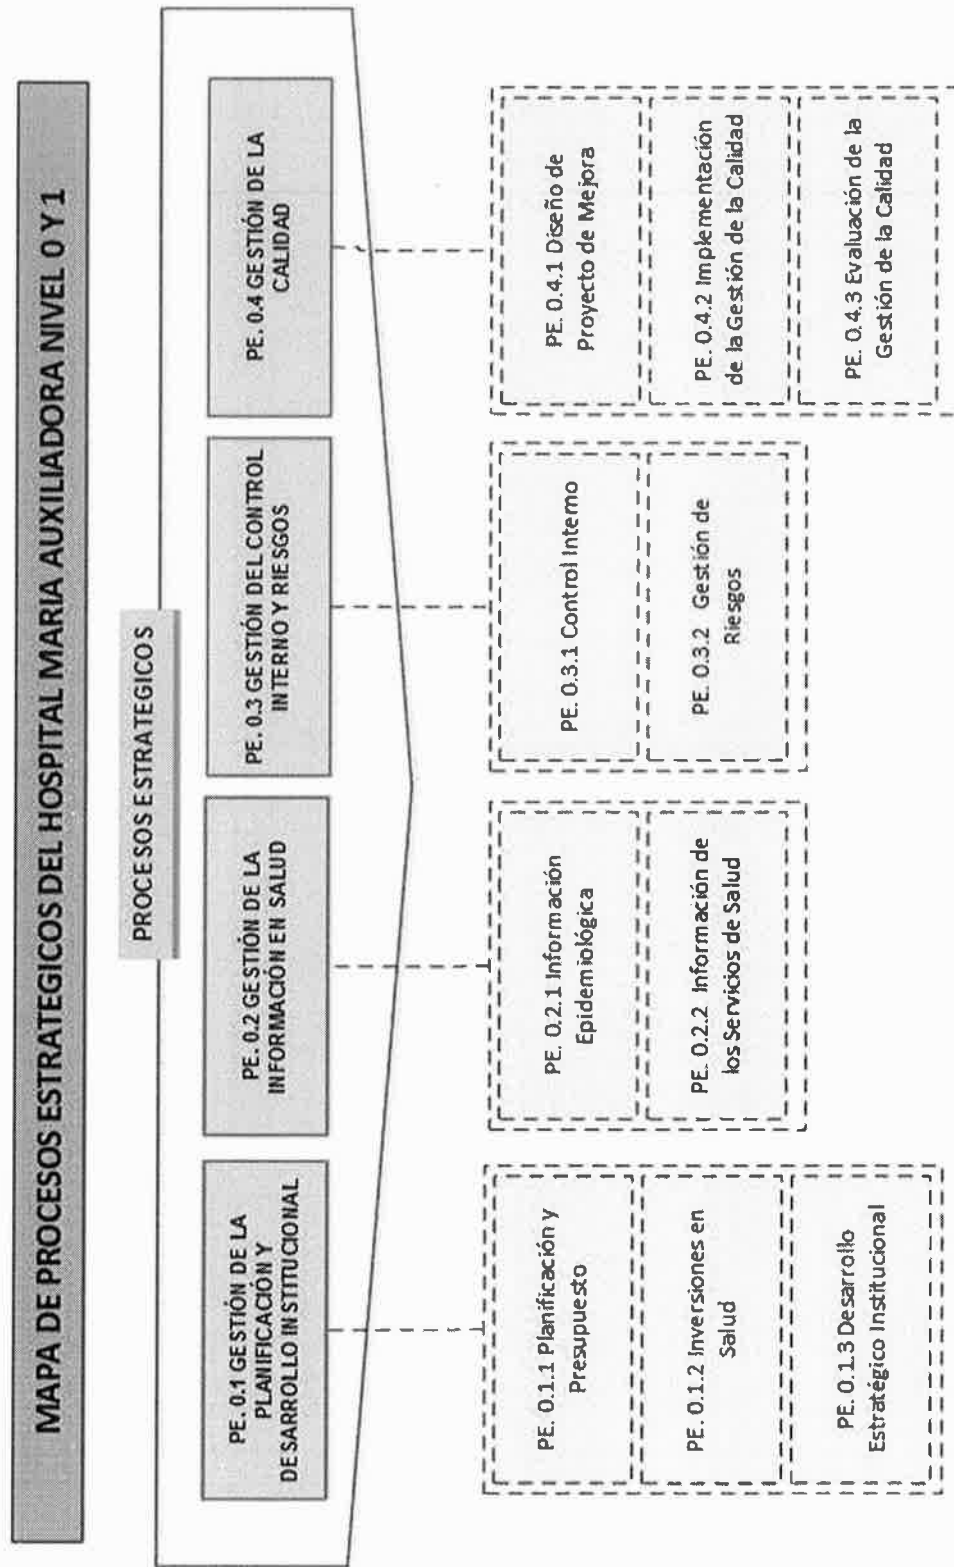 MAPA DE PROCESOS ESTRATEGICOS DEL HOSPITAL MARIA AUXILIADORA NIVEL 0 Y 1
PROCESOS ESTRATEGICOS
PE. 0.1 GESTIÓN DE LA
PLANIFICACIÓN Y
DESARROLLO INSTITUCIONAL
PE. 0.2 GESTIÓN DE LA
INFORMACIÓN EN SALUD
PE. 0.3 GESTIÓN DEL CONTROL
INTERNO Y RIESGOS
PE. 0.4 GESTIÓN DE LA
CALIDAD
PE. 0.1.1 Planificación y
Presupuesto
PE. 0.1.2 Inversiones en
Salud
PE. 0.1.3 Desarrollo
Estratégico Institucional
PE. 0.2.1 Información
Epidemiológica
PE. 0.2.2 Información de
los Servicios de Salud
PE. 0.3.1 Control Interno
PE. 0.3.2 Gestión de
Riesgos
PE. 0.4.1 Diseño de
Proyecto de Mejora
PE. 0.4.2 Implementación
de la Gestión de la Calidad
PE. 0.4.3 Evaluación de la
Gestión de la Calidad